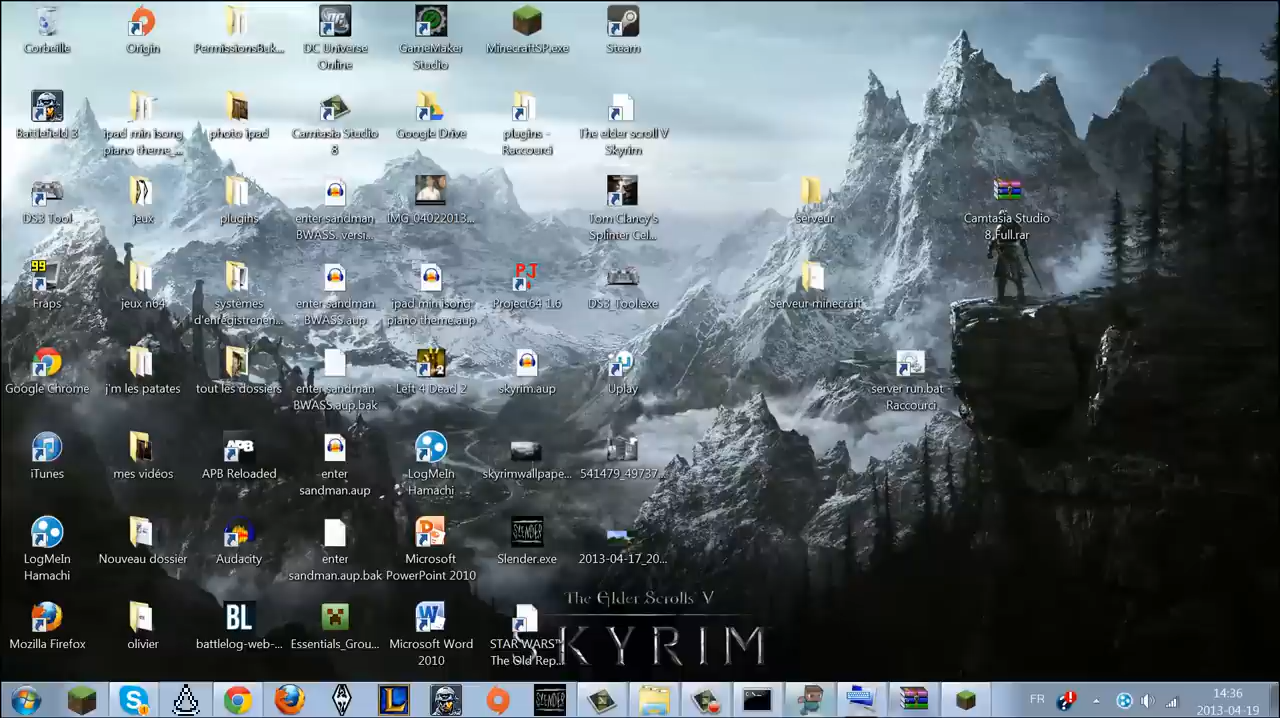 Corbeille
Origin
PermissionsBuk...
DC Universe
Online
GameMaker
Studio
MinecraftSP.exe
Steam
Battlefield 3
ipad min isong
piano theme_...
photo ipad
Camtasia Studio
8
Google Drive
plugins -
Raccourci
The elder scroll V
Skyrim
DS3 Tool
jeux
plugins
enter sandman
BWASS. versi...
IMG_04022013...
Tom Clancy's
Splinter Cel...
serveur
Camtasia Studio
8 Full.rar
99
Fraps
jeux n64
systèmes
d'enregistremen...
enter sandman
BWASS.aup
ipad min isong
piano theme.aup
PJ
Project64 1.6
DS3_Tool.exe
Serveur minecraft
Google Chrome
j'm les patates
tout les dossiers
enter sandman
BWASS.aup.bak
Left 4 Dead 2
skyrim.aup
Uplay
server run.bat
Raccourci
iTunes
mes vidéos
APB
APB Reloaded
enter
sandman.aup
LogMeIn
Hamachi
skyrimwallpape...
541479_49737...
LogMeIn
Hamachi
Nouveau dossier
Audacity
enter
sandman.aup.bak
Microsoft
PowerPoint 2010
SLENDER
Slender.exe
2013-04-17_20...
The Elder Scrolls V
SKYRIM
Mozilla Firefox
olivier
BL
battlelog-web-...
Essentials_Grou...
Microsoft Word
2010
STAR WARS™
The Old Rep...
FR
14:36
2013-04-19